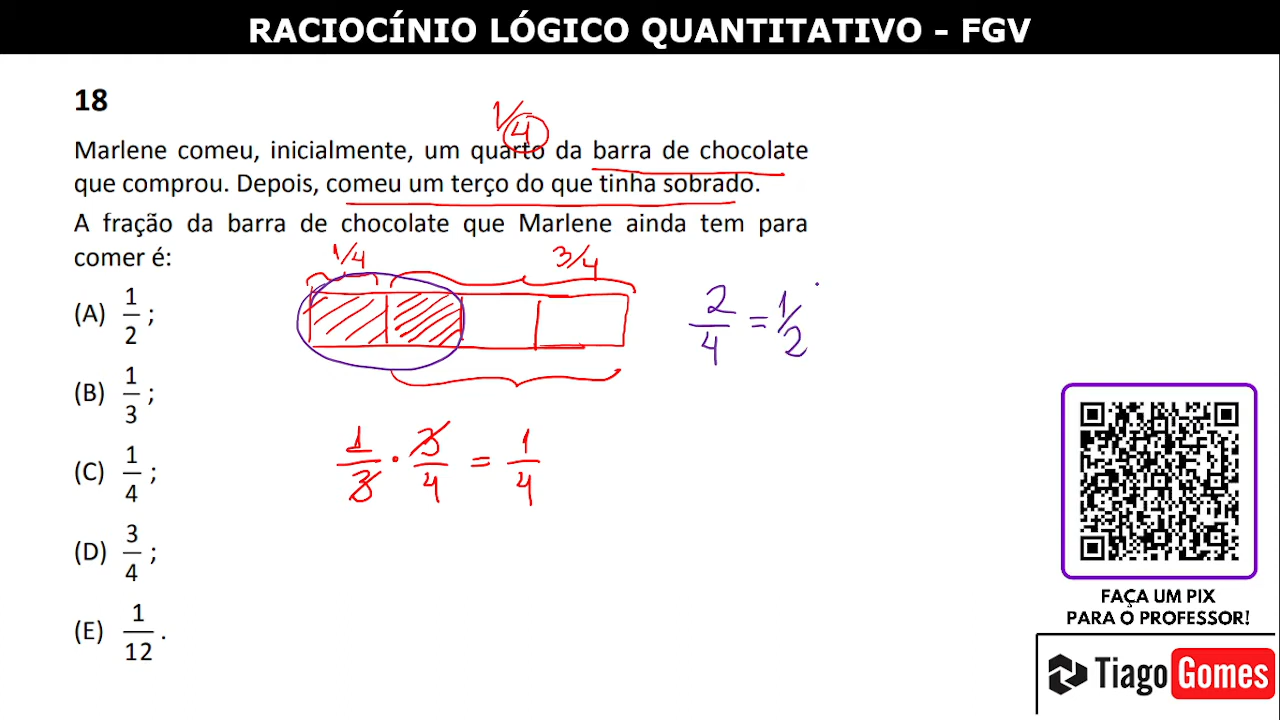 RACIOCÍNIO LÓGICO QUANTITATIVO - FGV
18
1/4
Marlene comeu, inicialmente, um quarto da barra de chocolate
que comprou. Depois, comeu um terço do que tinha sobrado.
A fração da barra de chocolate que Marlene ainda tem para
comer é:
1/4 3/4
(A) 1/2 ;
2/4 = 1/2
(B) 1/3 ;
(C) 1/4 ;
1/3 · 3/4 = 1/4
(D) 3/4 ;
(E) 1/12 .
FAÇA UM PIX
PARA O PROFESSOR!
Tiago Gomes